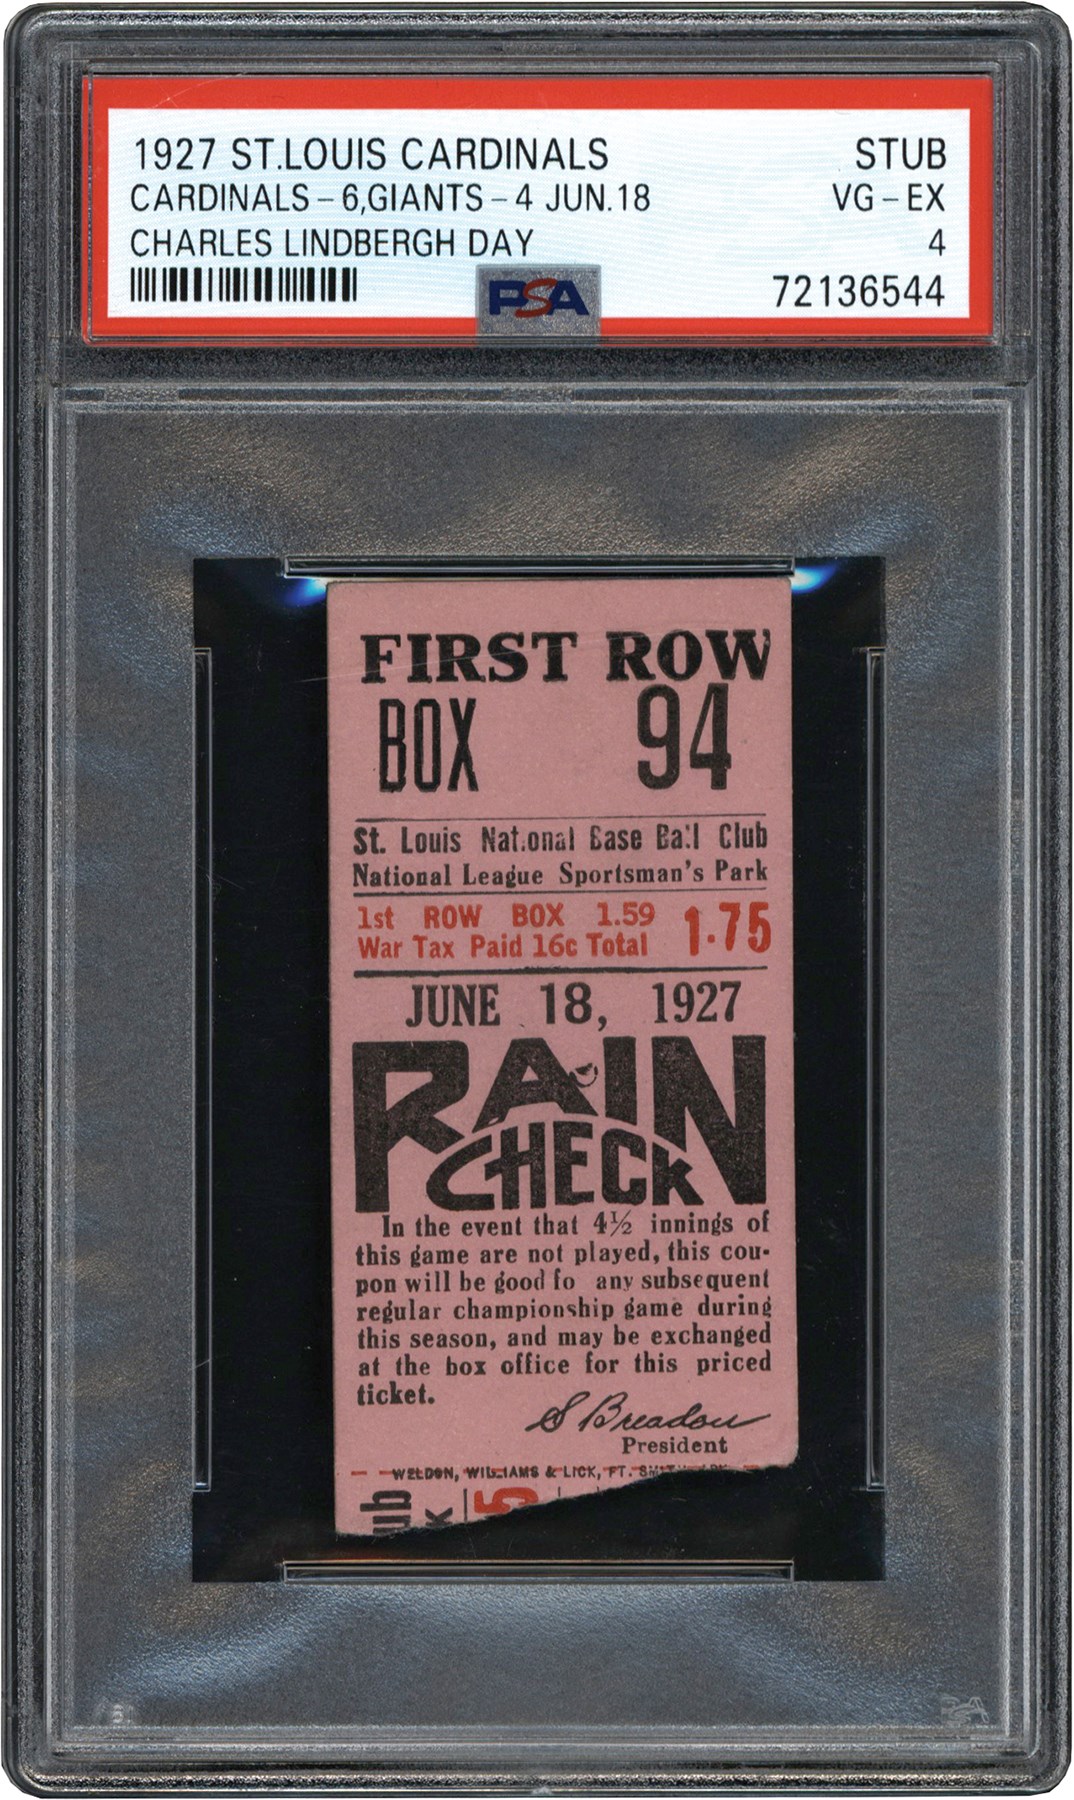 1927 ST.LOUIS CARDINALS STUB
CARDINALS-6,GIANTS-4 JUN.18 VG-EX
CHARLES LINDBERGH DAY 4
PSA 72136544
FIRST ROW
BOX 94
St. Louis National Base Ball Club
National League Sportsman's Park
1st ROW BOX 1.59
War Tax Paid 16c Total 1.75
JUNE 18, 1927
RAIN
CHECK
In the event that 4½ innings of
this game are not played, this cou-
pon will be good fo any subsequent
regular championship game during
this season, and may be exchanged
at the box office for this priced
ticket.
S Breadon
President
WELDON, WILLIAMS & LICK, FT. SMITH
ub
k
5